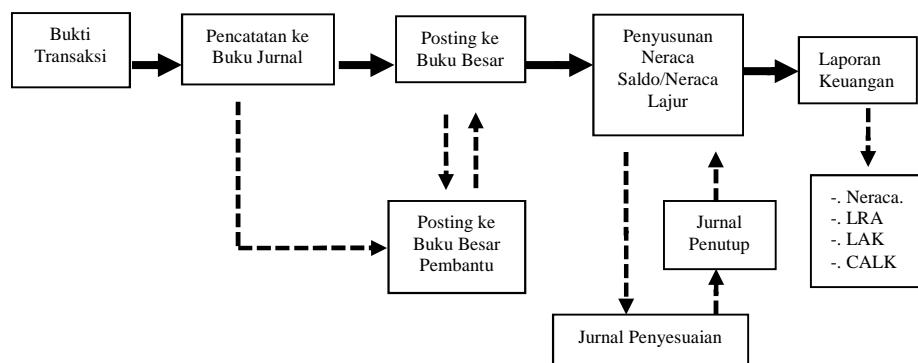 Bukti
Transaksi
Pencatatan ke
Buku Jurnal
Posting ke
Buku Besar
Penyusunan
Neraca
Saldo/Neraca
Lajur
Laporan
Keuangan
Posting ke
Buku Besar
Pembantu
Jurnal
Penutup
-. Neraca.
-. LRA
-. LAK
-. CALK
Jurnal Penyesuaian